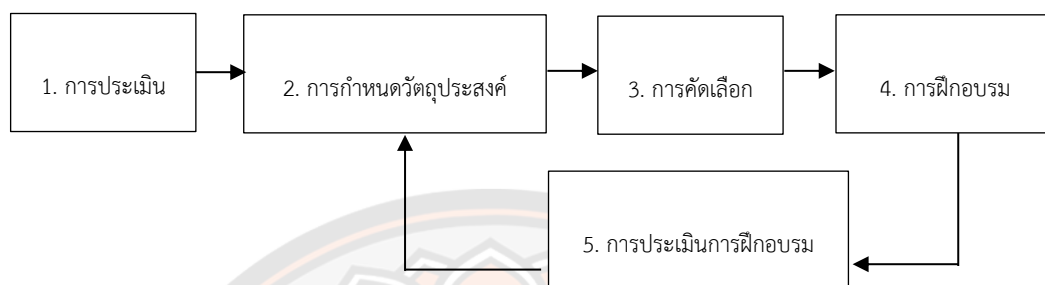 1. การประเมิน
2. การกำหนดวัตถุประสงค์
3. การคัดเลือก
4. การฝึกอบรม
5. การประเมินการฝึกอบรม